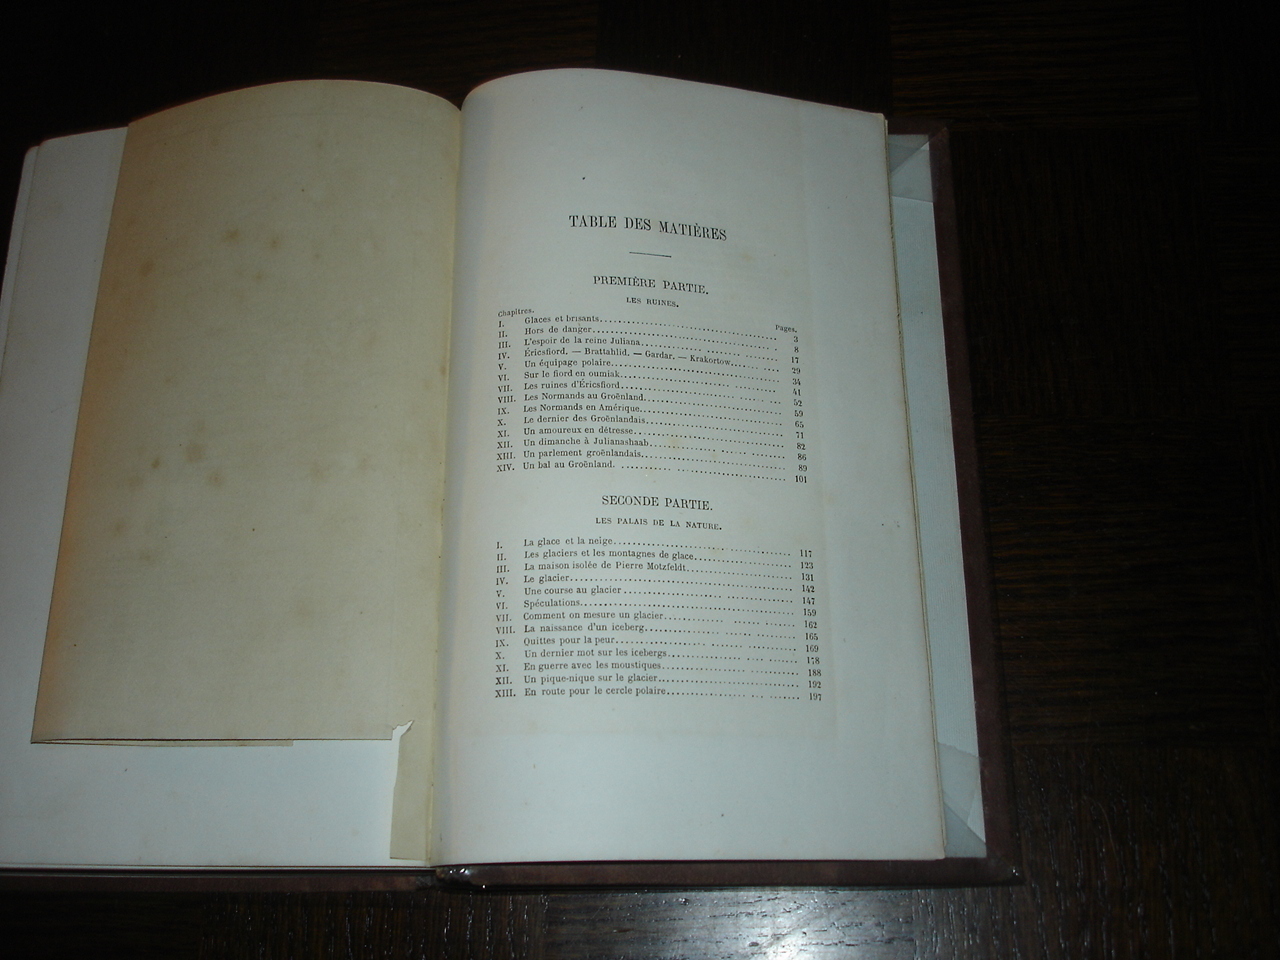 TABLE DES MATIÈRES
PREMIÈRE PARTIE.
LES RUINES.
Chapitres. Pages.
I. Glaces et brisants 3
II. Hors de danger 8
III. L'espoir de la reine Juliana 17
IV. Éricsfiord. — Brattahlid. — Gardar. — Krakortow 29
V. Un équipage polaire 34
VI. Sur le fiord en oumiak 41
VII. Les ruines d'Éricsfiord 52
VIII. Les Normands au Groënland 59
IX. Les Normands en Amérique 65
X. Le dernier des Groënlandais 71
XI. Un amoureux en détresse 82
XII. Un dimanche à Julianashaab 86
XIII. Un parlement groënlandais 89
XIV. Un bal au Groënland. 101
SECONDE PARTIE.
LES PALAIS DE LA NATURE.
I. La glace et la neige 117
II. Les glaciers et les montagnes de glace 123
III. La maison isolée de Pierre Motzfeldt 131
IV. Le glacier 142
V. Une course au glacier 147
VI. Spéculations 159
VII. Comment on mesure un glacier 162
VIII. La naissance d'un iceberg 165
IX. Quittes pour la peur 169
X. Un dernier mot sur les icebergs 178
XI. En guerre avec les moustiques 188
XII. Un pique-nique sur le glacier 192
XIII. En route pour le cercle polaire 197